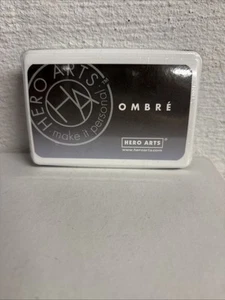 HERO ARTS
HA
make it personal
OMBRÉ
HERO ARTS